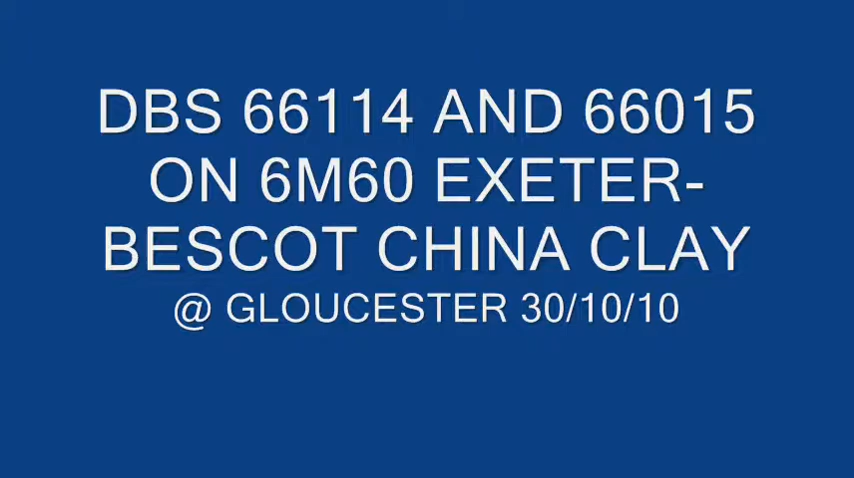 DBS 66114 AND 66015
ON 6M60 EXETER-
BESCOT CHINA CLAY
@ GLOUCESTER 30/10/10